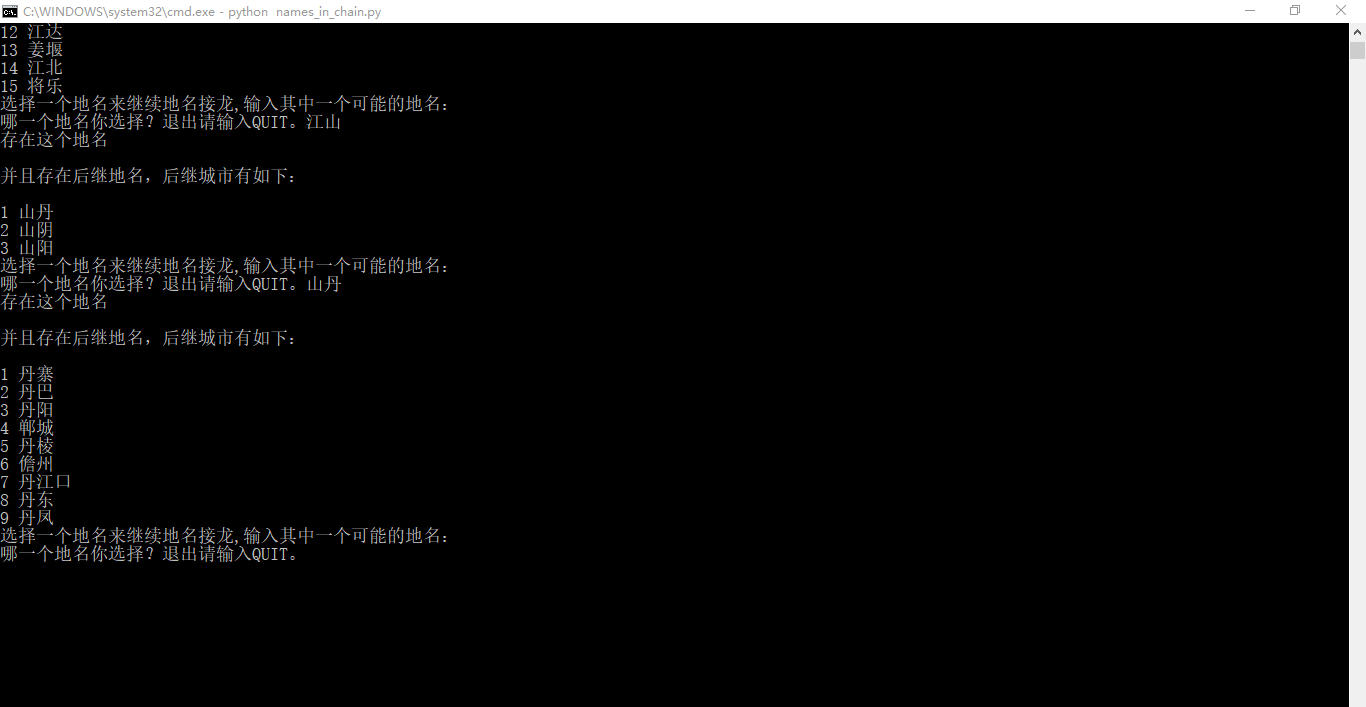 C:\WINDOWS\system32\cmd.exe - python  names_in_chain.py
12 江达
13 姜堰
14 江北
15 将乐
选择一个地名来继续地名接龙,输入其中一个可能的地名:
哪一个地名你选择？退出请输入QUIT。江山
存在这个地名
并且存在后继地名，后继城市有如下:
1 山丹
2 山阴
3 山阳
选择一个地名来继续地名接龙,输入其中一个可能的地名:
哪一个地名你选择？退出请输入QUIT。山丹
存在这个地名
并且存在后继地名，后继城市有如下:
1 丹寨
2 丹巴
3 丹阳
4 郸城
5 丹棱
6 儋州
7 丹江口
8 丹东
9 丹凤
选择一个地名来继续地名接龙,输入其中一个可能的地名:
哪一个地名你选择？退出请输入QUIT。